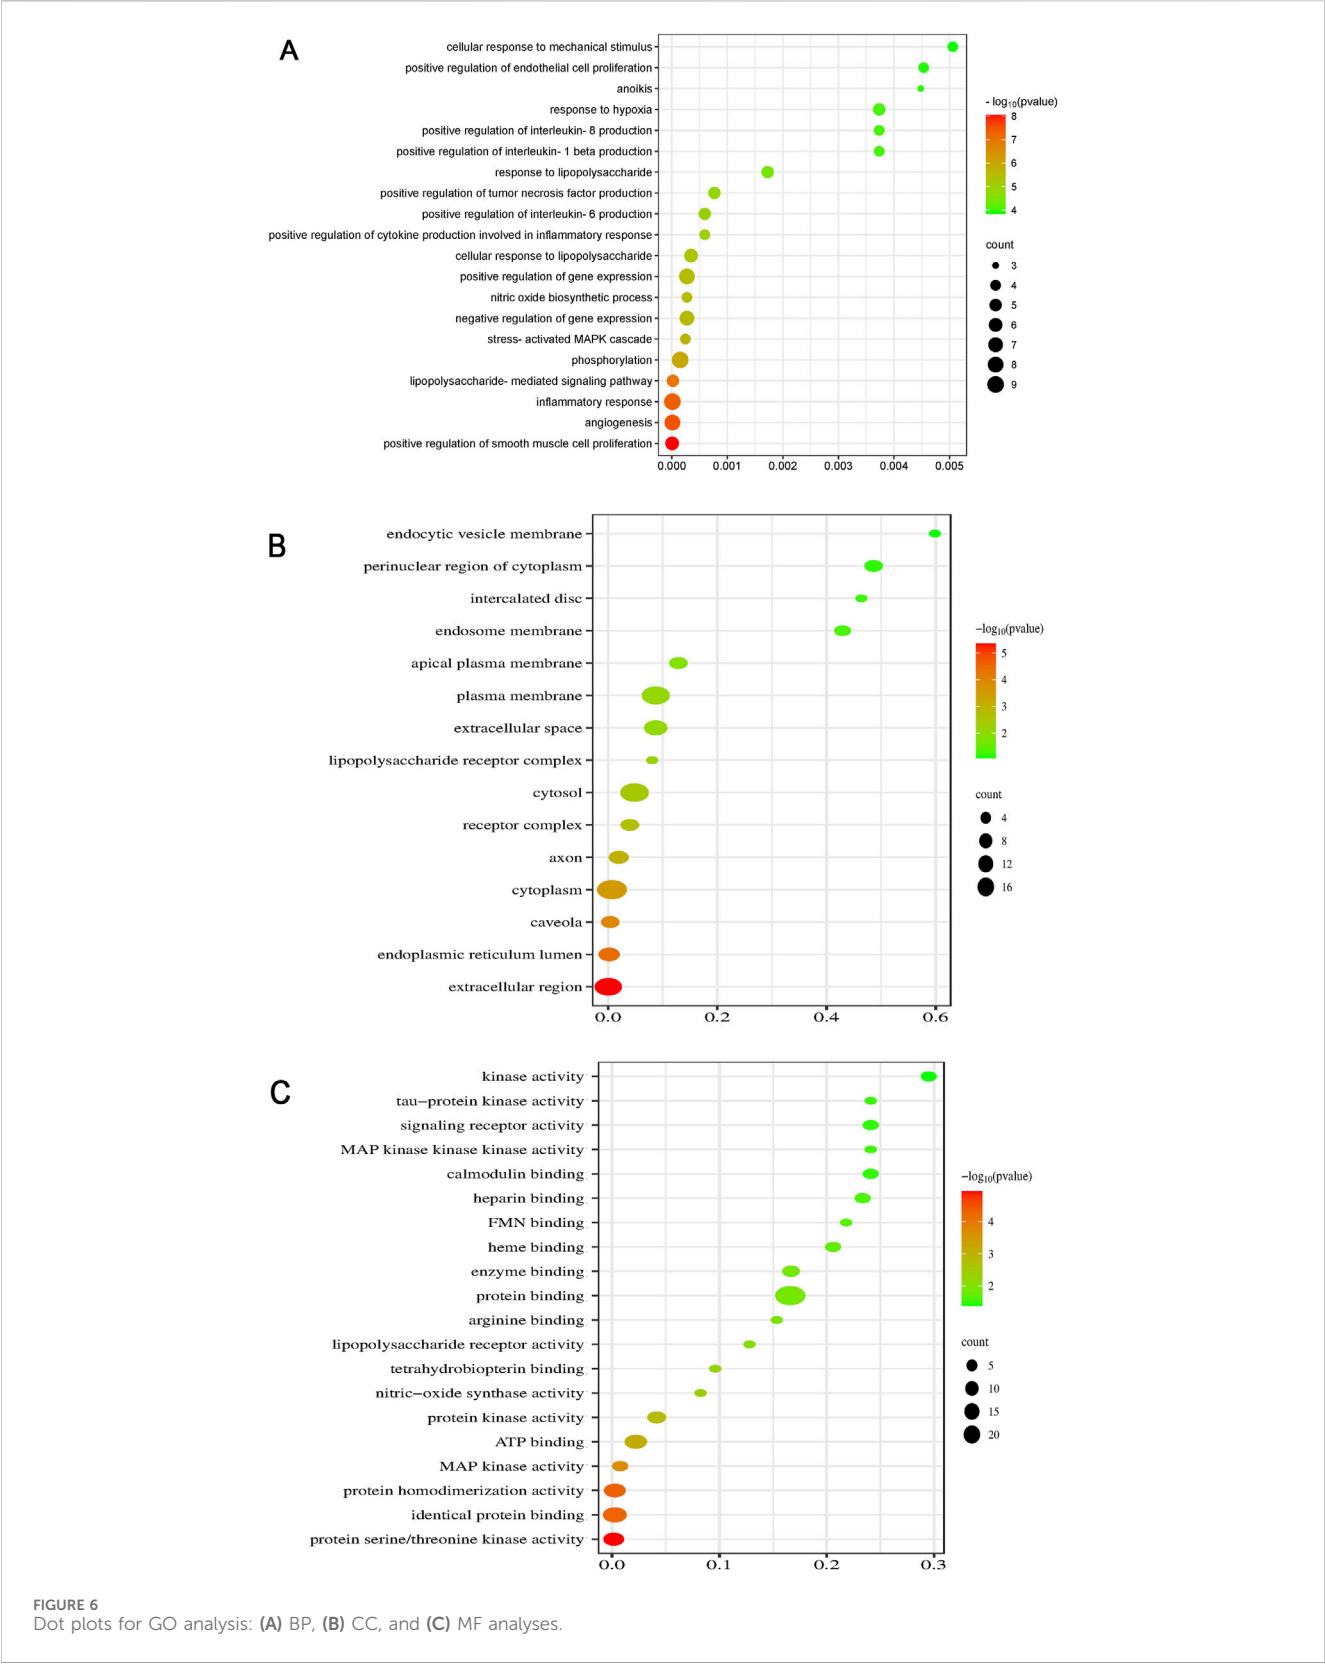 A
cellular response to mechanical stimulus
positive regulation of endothelial cell proliferation
anoikis
response to hypoxia
positive regulation of interleukin- 8 production
positive regulation of interleukin- 1 beta production
response to lipopolysaccharide
positive regulation of tumor necrosis factor production
positive regulation of interleukin- 6 production
positive regulation of cytokine production involved in inflammatory response
cellular response to lipopolysaccharide
positive regulation of gene expression
nitric oxide biosynthetic process
negative regulation of gene expression
stress- activated MAPK cascade
phosphorylation
lipopolysaccharide- mediated signaling pathway
inflammatory response
angiogenesis
positive regulation of smooth muscle cell proliferation
0.000 0.001 0.002 0.003 0.004 0.005
- log10(pvalue)
8
7
6
5
4
count
3
4
5
6
7
8
9
B
endocytic vesicle membrane
perinuclear region of cytoplasm
intercalated disc
endosome membrane
apical plasma membrane
plasma membrane
extracellular space
lipopolysaccharide receptor complex
cytosol
receptor complex
axon
cytoplasm
caveola
endoplasmic reticulum lumen
extracellular region
0.0 0.2 0.4 0.6
−log10(pvalue)
5
4
3
2
count
4
8
12
16
C
kinase activity
tau−protein kinase activity
signaling receptor activity
MAP kinase kinase kinase activity
calmodulin binding
heparin binding
FMN binding
heme binding
enzyme binding
protein binding
arginine binding
lipopolysaccharide receptor activity
tetrahydrobiopterin binding
nitric−oxide synthase activity
protein kinase activity
ATP binding
MAP kinase activity
protein homodimerization activity
identical protein binding
protein serine/threonine kinase activity
0.0 0.1 0.2 0.3
−log10(pvalue)
4
3
2
count
5
10
15
20
FIGURE 6
Dot plots for GO analysis: (A) BP, (B) CC, and (C) MF analyses.